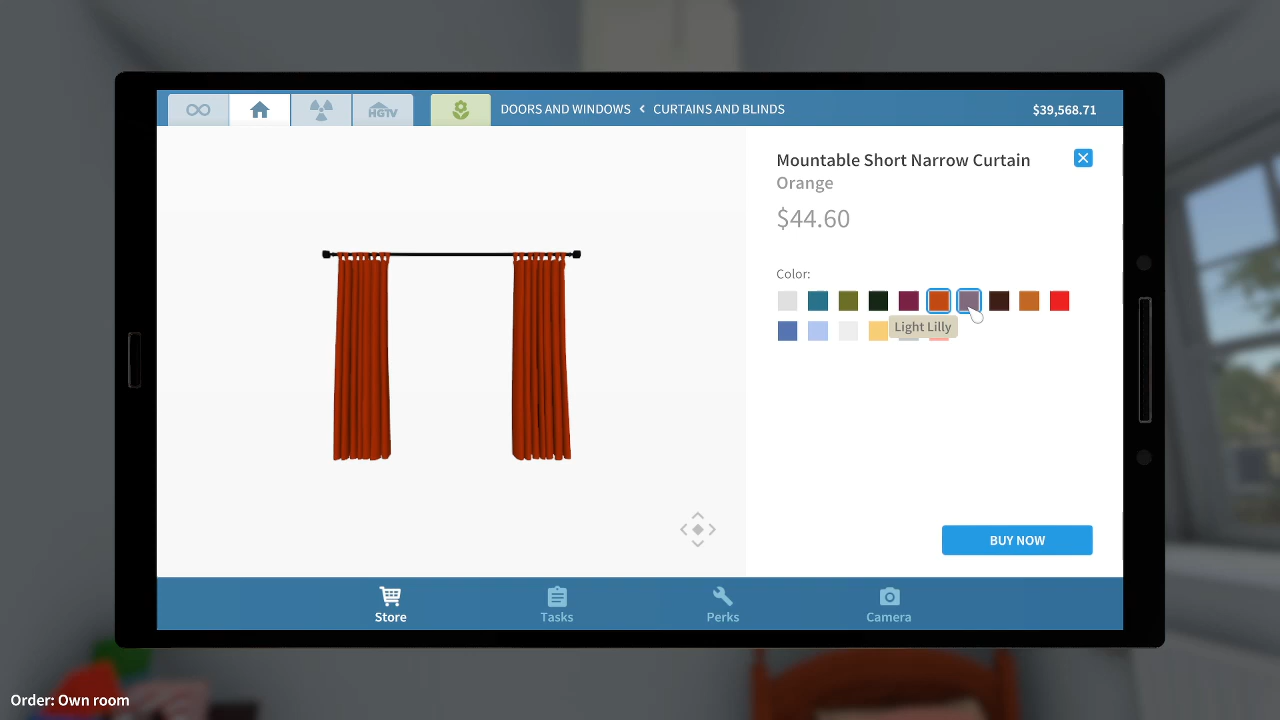 HGTV
DOORS AND WINDOWS < CURTAINS AND BLINDS
$39,568.71
Mountable Short Narrow Curtain
Orange
$44.60
Color:
Light Lilly
BUY NOW
Store
Tasks
Perks
Camera
Order: Own room